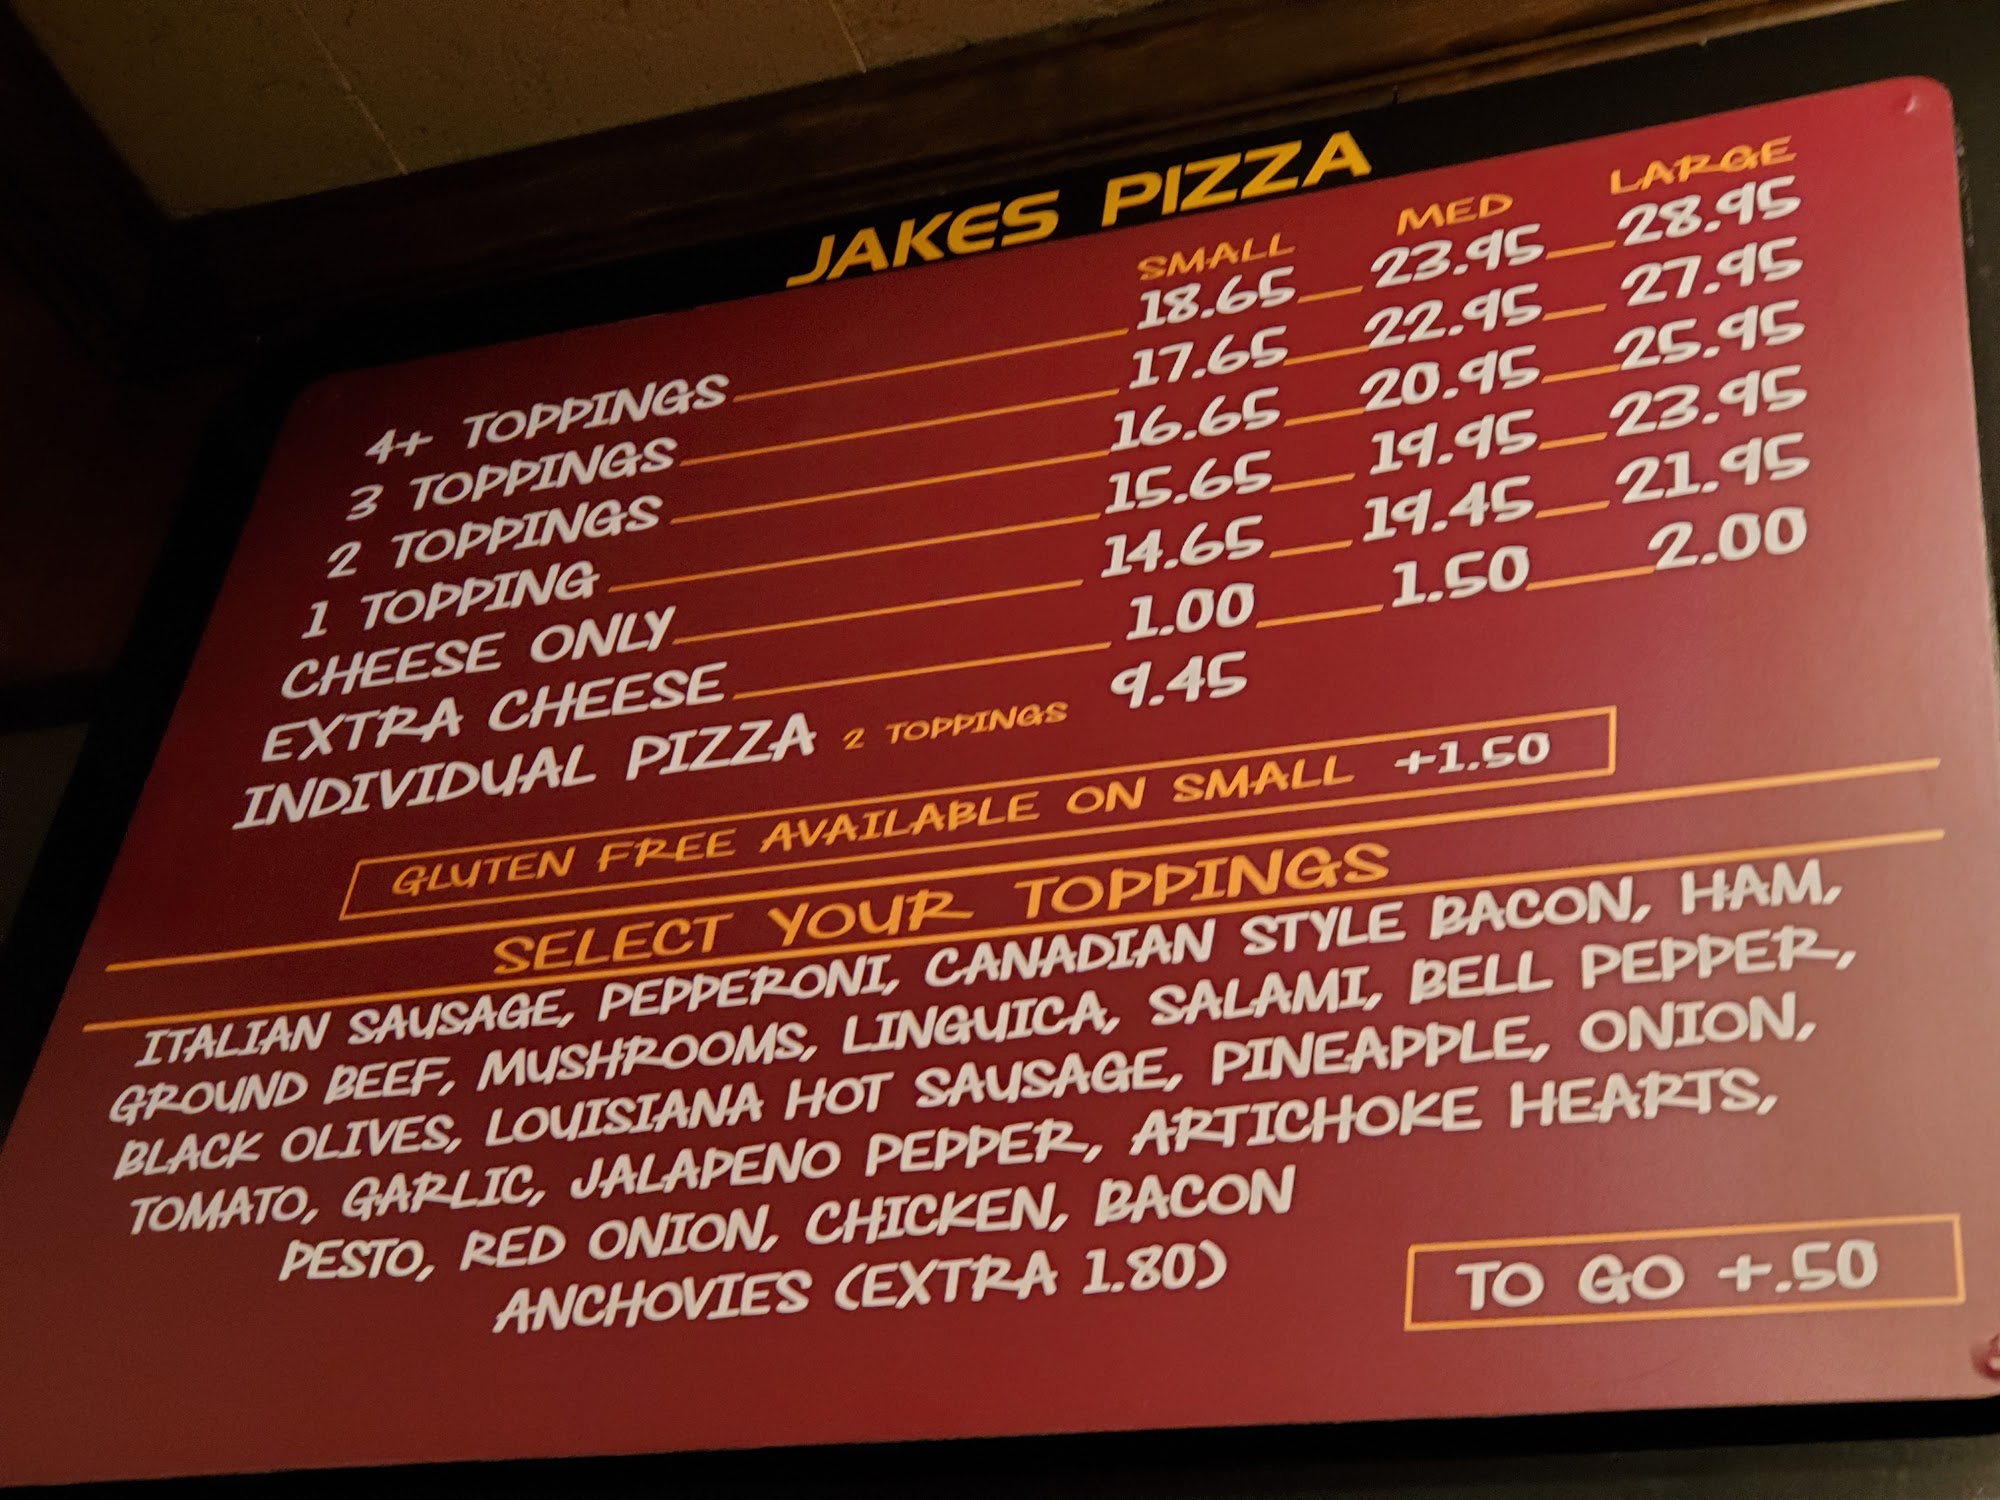 JAKES PIZZA
SMALL MED LARGE
4+ TOPPINGS 18.65 23.95 28.95
3 TOPPINGS 17.65 22.95 27.95
2 TOPPINGS 16.65 20.95 25.95
1 TOPPING 15.65 19.95 23.95
CHEESE ONLY 14.65 19.45 21.95
EXTRA CHEESE 1.00 1.50 2.00
INDIVIDUAL PIZZA 2 TOPPINGS 9.45
GLUTEN FREE AVAILABLE ON SMALL +1.50
SELECT YOUR TOPPINGS
ITALIAN SAUSAGE, PEPPERONI, CANADIAN STYLE BACON, HAM,
GROUND BEEF, MUSHROOMS, LINGUICA, SALAMI, BELL PEPPER,
BLACK OLIVES, LOUISIANA HOT SAUSAGE, PINEAPPLE, ONION,
TOMATO, GARLIC, JALAPENO PEPPER, ARTICHOKE HEARTS,
PESTO, RED ONION, CHICKEN, BACON
ANCHOVIES (EXTRA 1.80)
TO GO +.50